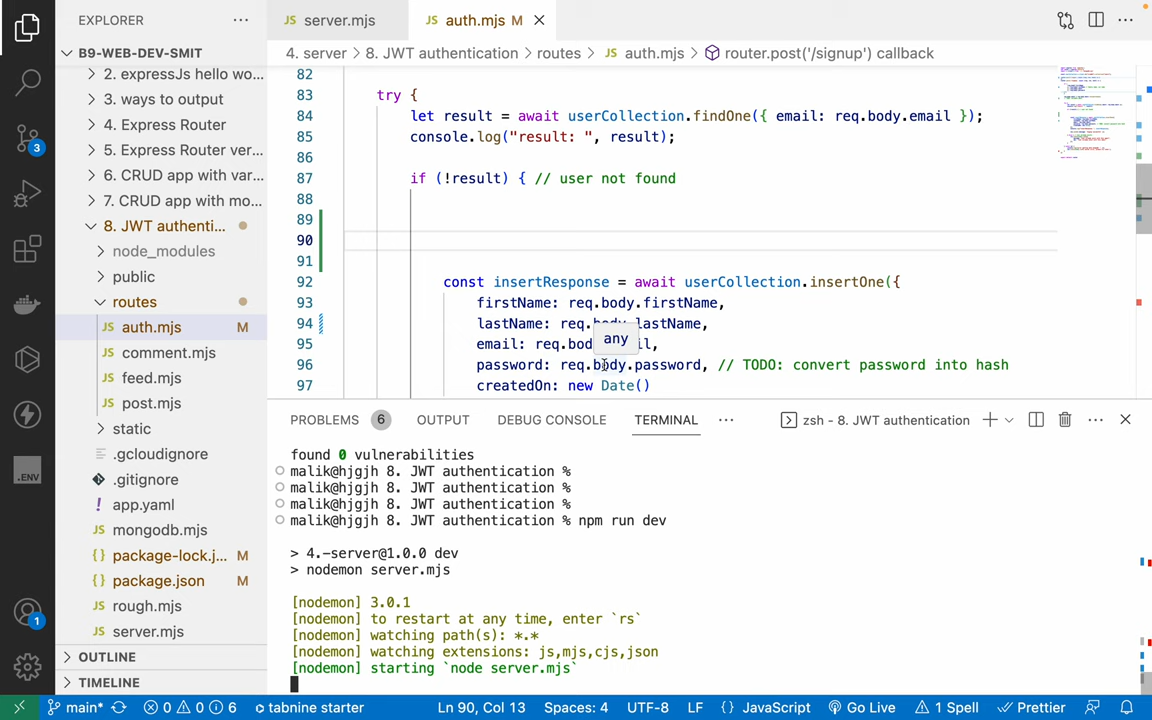 EXPLORER
server.mjs
auth.mjs M
B9-WEB-DEV-SMIT
4. server > 8. JWT authentication > routes > auth.mjs > router.post('/signup') callback
2. expressJs hello wo...
3. ways to output
4. Express Router
5. Express Router ver...
6. CRUD app with var...
7. CRUD app with mo...
8. JWT authenti...
node_modules
public
routes
auth.mjs M
comment.mjs
feed.mjs
post.mjs
static
.gcloudignore
.gitignore
app.yaml
mongodb.mjs
package-lock.j... M
package.json M
rough.mjs
server.mjs
OUTLINE
TIMELINE
3
.ENV
1
82
83 try {
84 let result = await userCollection.findOne({ email: req.body.email });
85 console.log("result: ", result);
86
87 if (!result) { // user not found
88
89
90
91
92 const insertResponse = await userCollection.insertOne({
93 firstName: req.body.firstName,
94 lastName: req.body.lastName,
any
95 email: req.bod il,
96 password: req.body.password, // TODO: convert password into hash
97 createdOn: new Date()
PROBLEMS 6 OUTPUT DEBUG CONSOLE TERMINAL ... zsh - 8. JWT authentication
found 0 vulnerabilities
malik@hjgjh 8. JWT authentication %
malik@hjgjh 8. JWT authentication %
malik@hjgjh 8. JWT authentication %
malik@hjgjh 8. JWT authentication % npm run dev
> 4.-server@1.0.0 dev
> nodemon server.mjs
[nodemon] 3.0.1
[nodemon] to restart at any time, enter `rs`
[nodemon] watching path(s): *.*
[nodemon] watching extensions: js,mjs,cjs,json
[nodemon] starting `node server.mjs`
main* 0 0 6 tabnine starter Ln 90, Col 13 Spaces: 4 UTF-8 LF {} JavaScript Go Live 1 Spell Prettier